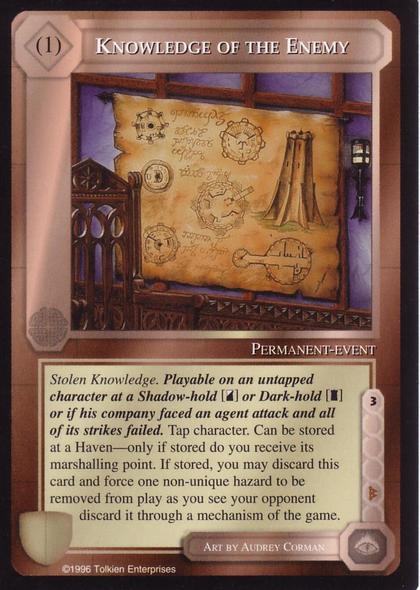 (1)
KNOWLEDGE OF THE ENEMY
PERMANENT-EVENT
Stolen Knowledge. Playable on an untapped
character at a Shadow-hold [] or Dark-hold []
or if his company faced an agent attack and all
of its strikes failed. Tap character. Can be stored
at a Haven—only if stored do you receive its
marshalling point. If stored, you may discard this
card and force one non-unique hazard to be
removed from play as you see your opponent
discard it through a mechanism of the game.
3
ART BY AUDREY CORMAN
©1996 Tolkien Enterprises